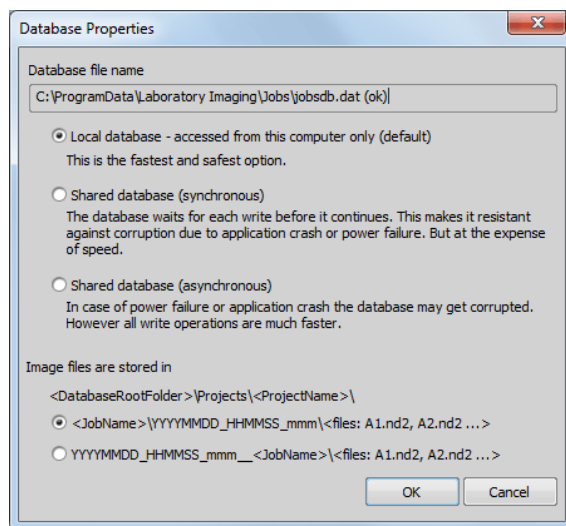 Database Properties
Database file name
C:\ProgramData\Laboratory Imaging\Jobs\jobsdb.dat (ok)
Local database - accessed from this computer only (default)
This is the fastest and safest option.
Shared database (synchronous)
The database waits for each write before it continues. This makes it resistant
against corruption due to application crash or power failure. But at the expense
of speed.
Shared database (asynchronous)
In case of power failure or application crash the database may get corrupted.
However all write operations are much faster.
Image files are stored in
<DatabaseRootFolder>\Projects\<ProjectName>\
<JobName>\YYYYMMDD_HHMMSS_mmm\<files: A1.nd2, A2.nd2 ...>
YYYYMMDD_HHMMSS_mmm__<JobName>\<files: A1.nd2, A2.nd2 ...>
OK Cancel